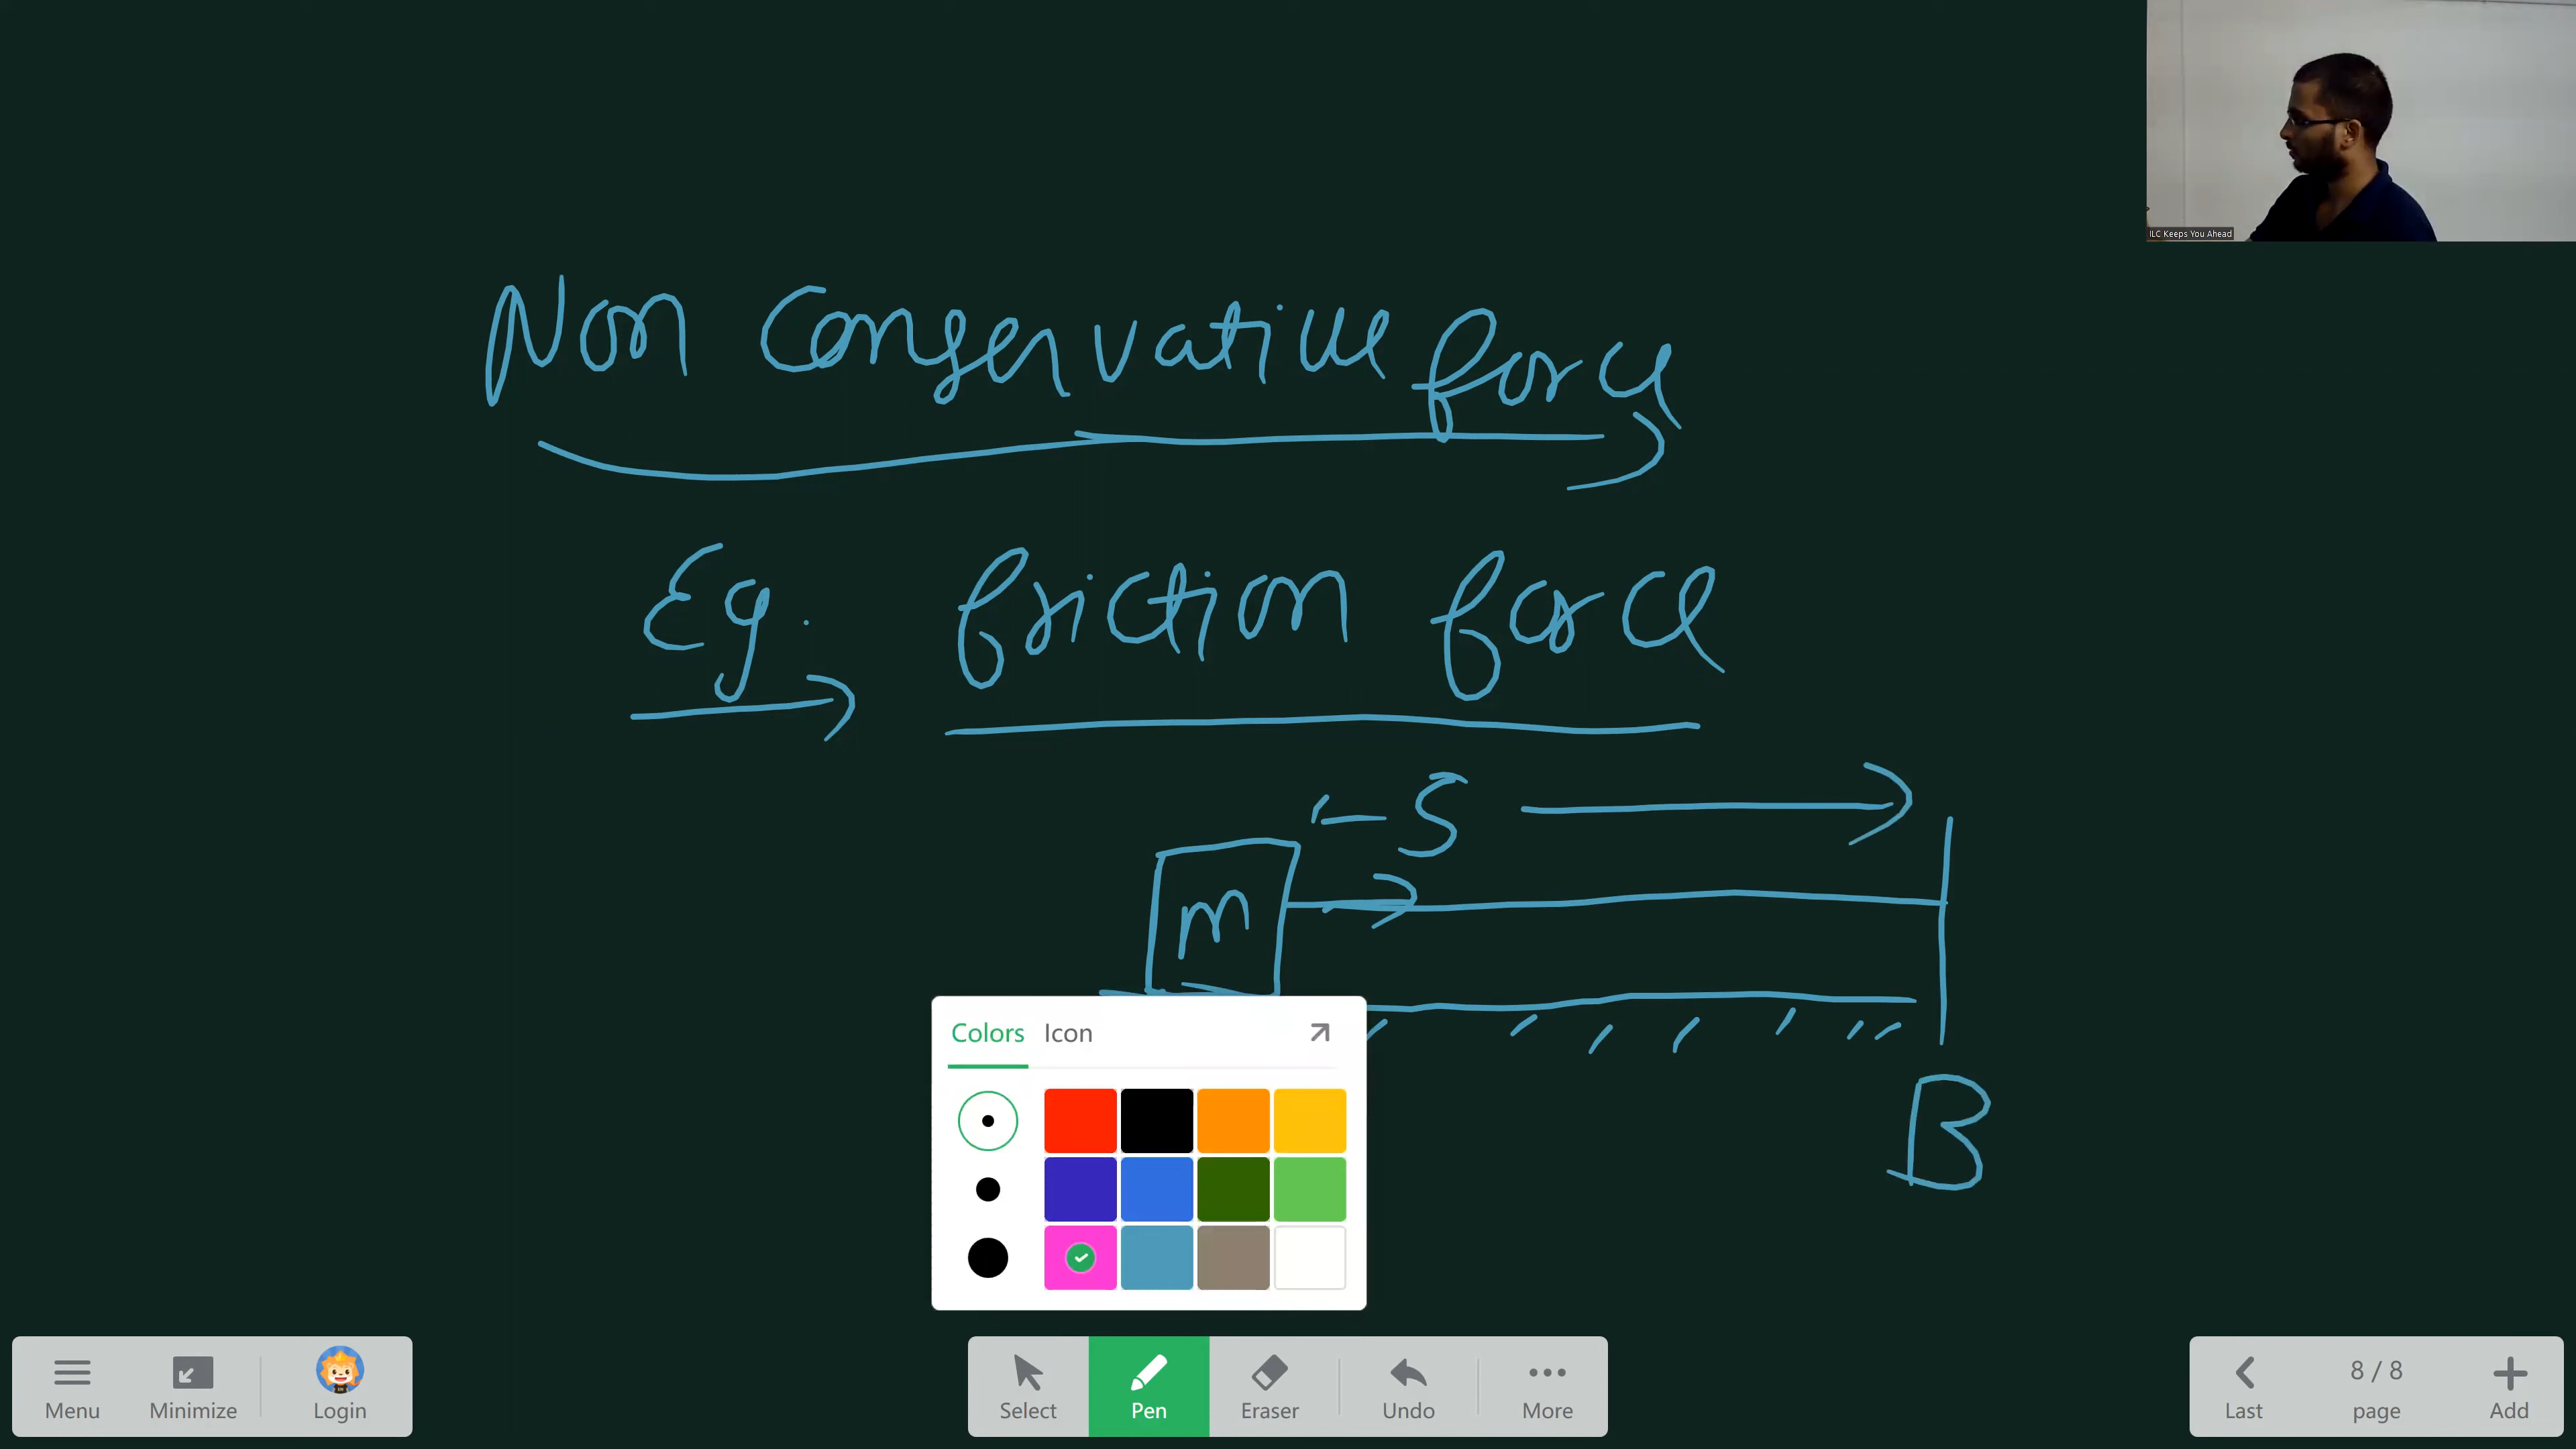 ILC Keeps You Ahead
Non Conservative force
Eg. friction force
S
m
B
Colors Icon
Menu Minimize Login
Select Pen Eraser Undo More
Last 8 / 8 page Add